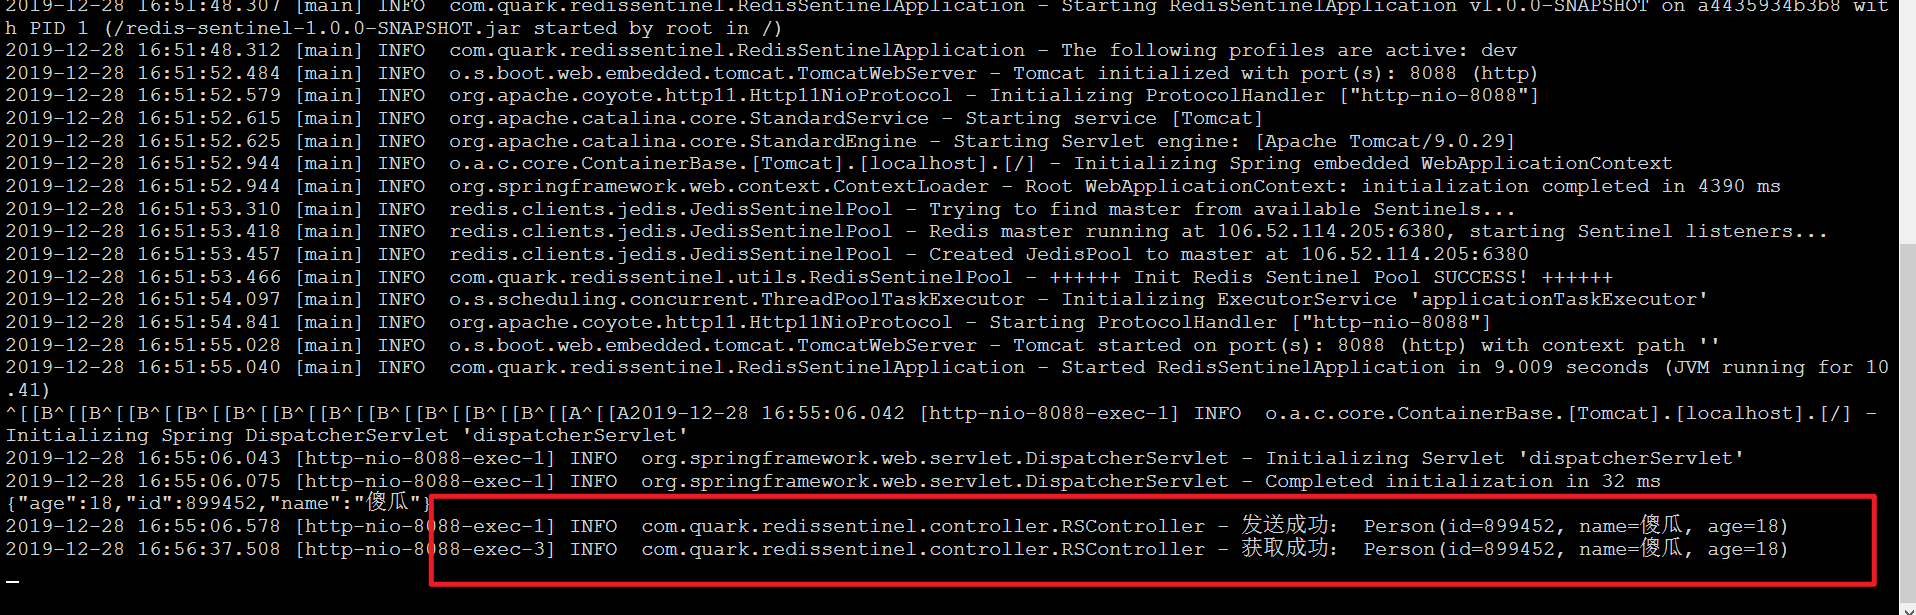 2019-12-28 16:51:48.307 [main] INFO  com.quark.redissentinel.RedisSentinelApplication - Starting RedisSentinelApplication v1.0.0-SNAPSHOT on a4435934b3b8 wit
h PID 1 (/redis-sentinel-1.0.0-SNAPSHOT.jar started by root in /)
2019-12-28 16:51:48.312 [main] INFO  com.quark.redissentinel.RedisSentinelApplication - The following profiles are active: dev
2019-12-28 16:51:52.484 [main] INFO  o.s.boot.web.embedded.tomcat.TomcatWebServer - Tomcat initialized with port(s): 8088 (http)
2019-12-28 16:51:52.579 [main] INFO  org.apache.coyote.http11.Http11NioProtocol - Initializing ProtocolHandler ["http-nio-8088"]
2019-12-28 16:51:52.615 [main] INFO  org.apache.catalina.core.StandardService - Starting service [Tomcat]
2019-12-28 16:51:52.625 [main] INFO  org.apache.catalina.core.StandardEngine - Starting Servlet engine: [Apache Tomcat/9.0.29]
2019-12-28 16:51:52.944 [main] INFO  o.a.c.core.ContainerBase.[Tomcat].[localhost].[/] - Initializing Spring embedded WebApplicationContext
2019-12-28 16:51:52.944 [main] INFO  org.springframework.web.context.ContextLoader - Root WebApplicationContext: initialization completed in 4390 ms
2019-12-28 16:51:53.310 [main] INFO  redis.clients.jedis.JedisSentinelPool - Trying to find master from available Sentinels...
2019-12-28 16:51:53.418 [main] INFO  redis.clients.jedis.JedisSentinelPool - Redis master running at 106.52.114.205:6380, starting Sentinel listeners...
2019-12-28 16:51:53.457 [main] INFO  redis.clients.jedis.JedisSentinelPool - Created JedisPool to master at 106.52.114.205:6380
2019-12-28 16:51:53.466 [main] INFO  com.quark.redissentinel.utils.RedisSentinelPool - ++++++ Init Redis Sentinel Pool SUCCESS! ++++++
2019-12-28 16:51:54.097 [main] INFO  o.s.scheduling.concurrent.ThreadPoolTaskExecutor - Initializing ExecutorService 'applicationTaskExecutor'
2019-12-28 16:51:54.841 [main] INFO  org.apache.coyote.http11.Http11NioProtocol - Starting ProtocolHandler ["http-nio-8088"]
2019-12-28 16:51:55.028 [main] INFO  o.s.boot.web.embedded.tomcat.TomcatWebServer - Tomcat started on port(s): 8088 (http) with context path ''
2019-12-28 16:51:55.040 [main] INFO  com.quark.redissentinel.RedisSentinelApplication - Started RedisSentinelApplication in 9.009 seconds (JVM running for 10
.41)
^[[B^[[B^[[B^[[B^[[B^[[B^[[B^[[B^[[B^[[B^[[B^[[A^[[A2019-12-28 16:55:06.042 [http-nio-8088-exec-1] INFO  o.a.c.core.ContainerBase.[Tomcat].[localhost].[/] -
Initializing Spring DispatcherServlet 'dispatcherServlet'
2019-12-28 16:55:06.043 [http-nio-8088-exec-1] INFO  org.springframework.web.servlet.DispatcherServlet - Initializing Servlet 'dispatcherServlet'
2019-12-28 16:55:06.075 [http-nio-8088-exec-1] INFO  org.springframework.web.servlet.DispatcherServlet - Completed initialization in 32 ms
{"age":18,"id":899452,"name":"傻瓜"}
2019-12-28 16:55:06.578 [http-nio-8088-exec-1] INFO  com.quark.redissentinel.controller.RSController - 发送成功： Person(id=899452, name=傻瓜, age=18)
2019-12-28 16:56:37.508 [http-nio-8088-exec-3] INFO  com.quark.redissentinel.controller.RSController - 获取成功： Person(id=899452, name=傻瓜, age=18)